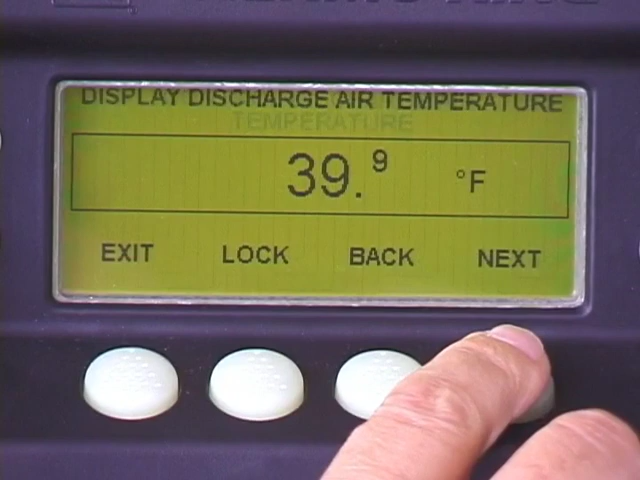 DISPLAY DISCHARGE AIR TEMPERATURE
TEMPERATURE
39.9 °F
EXIT LOCK BACK NEXT